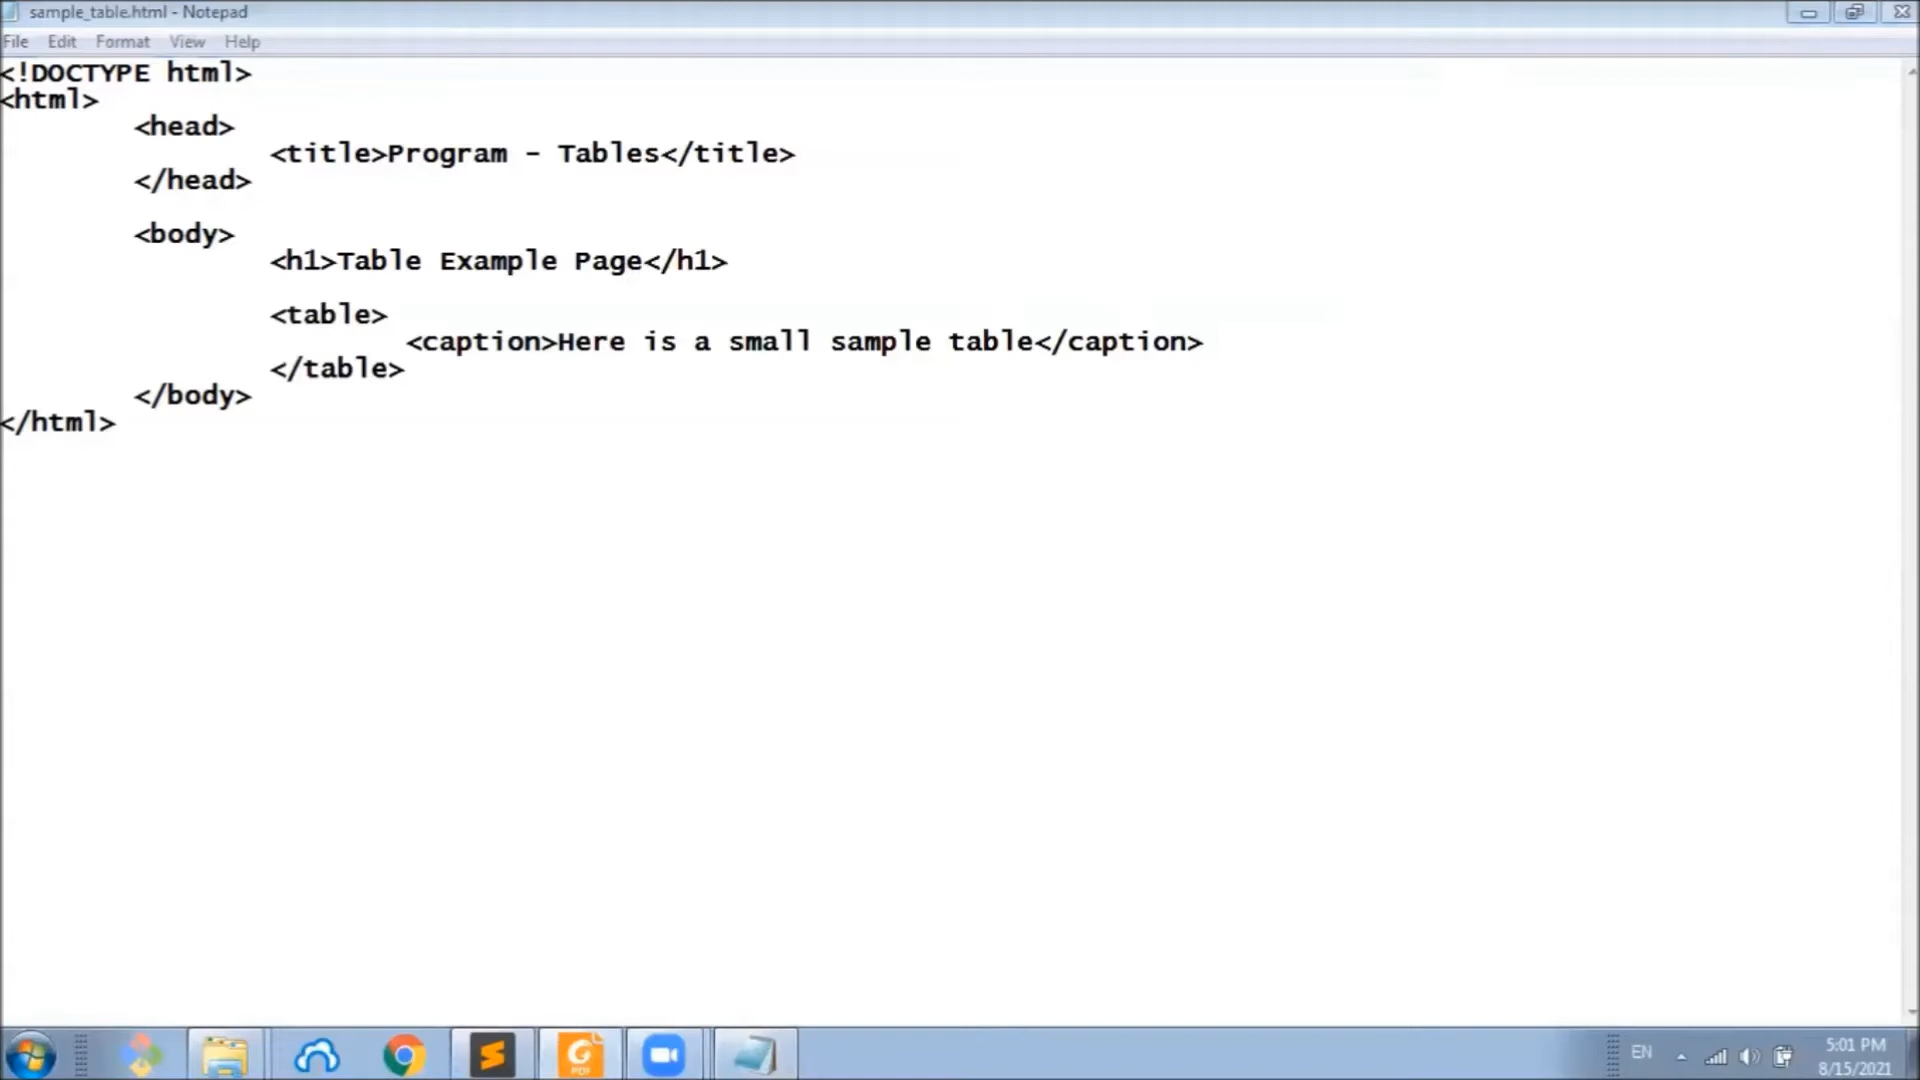 sample_table.html - Notepad
File Edit Format View Help
<!DOCTYPE html>
<html>
<head>
<title>Program - Tables</title>
</head>
<body>
<h1>Table Example Page</h1>
<table>
<caption>Here is a small sample table</caption>
</table>
</body>
</html>
PDF
EN
5:01 PM
8/15/2021